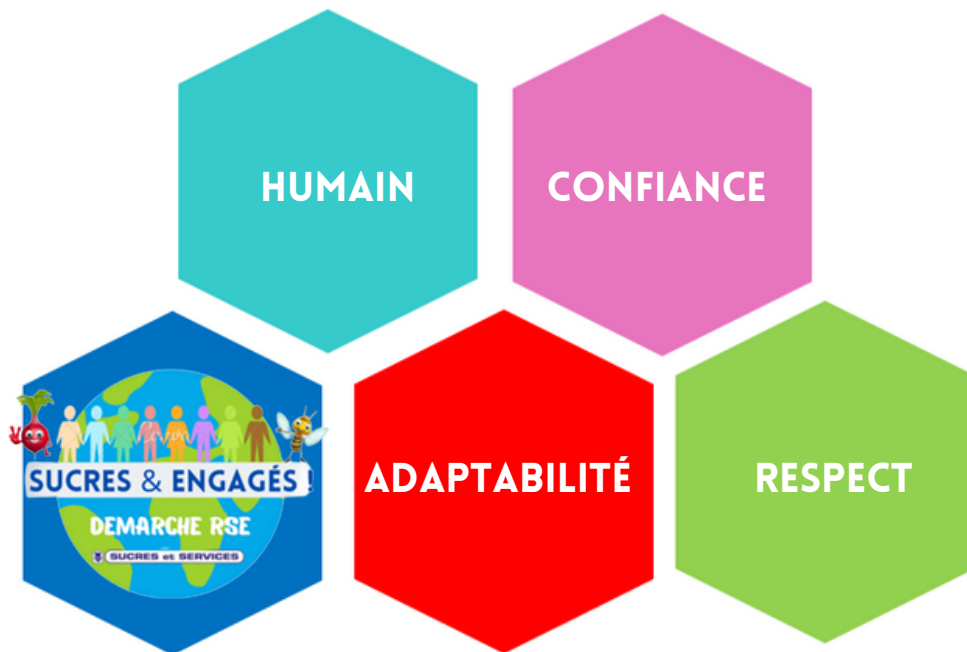 HUMAIN
CONFIANCE
SUCRES & ENGAGÉS !
DEMARCHE RSE
SUCRES et SERVICES
ADAPTABILITÉ
RESPECT